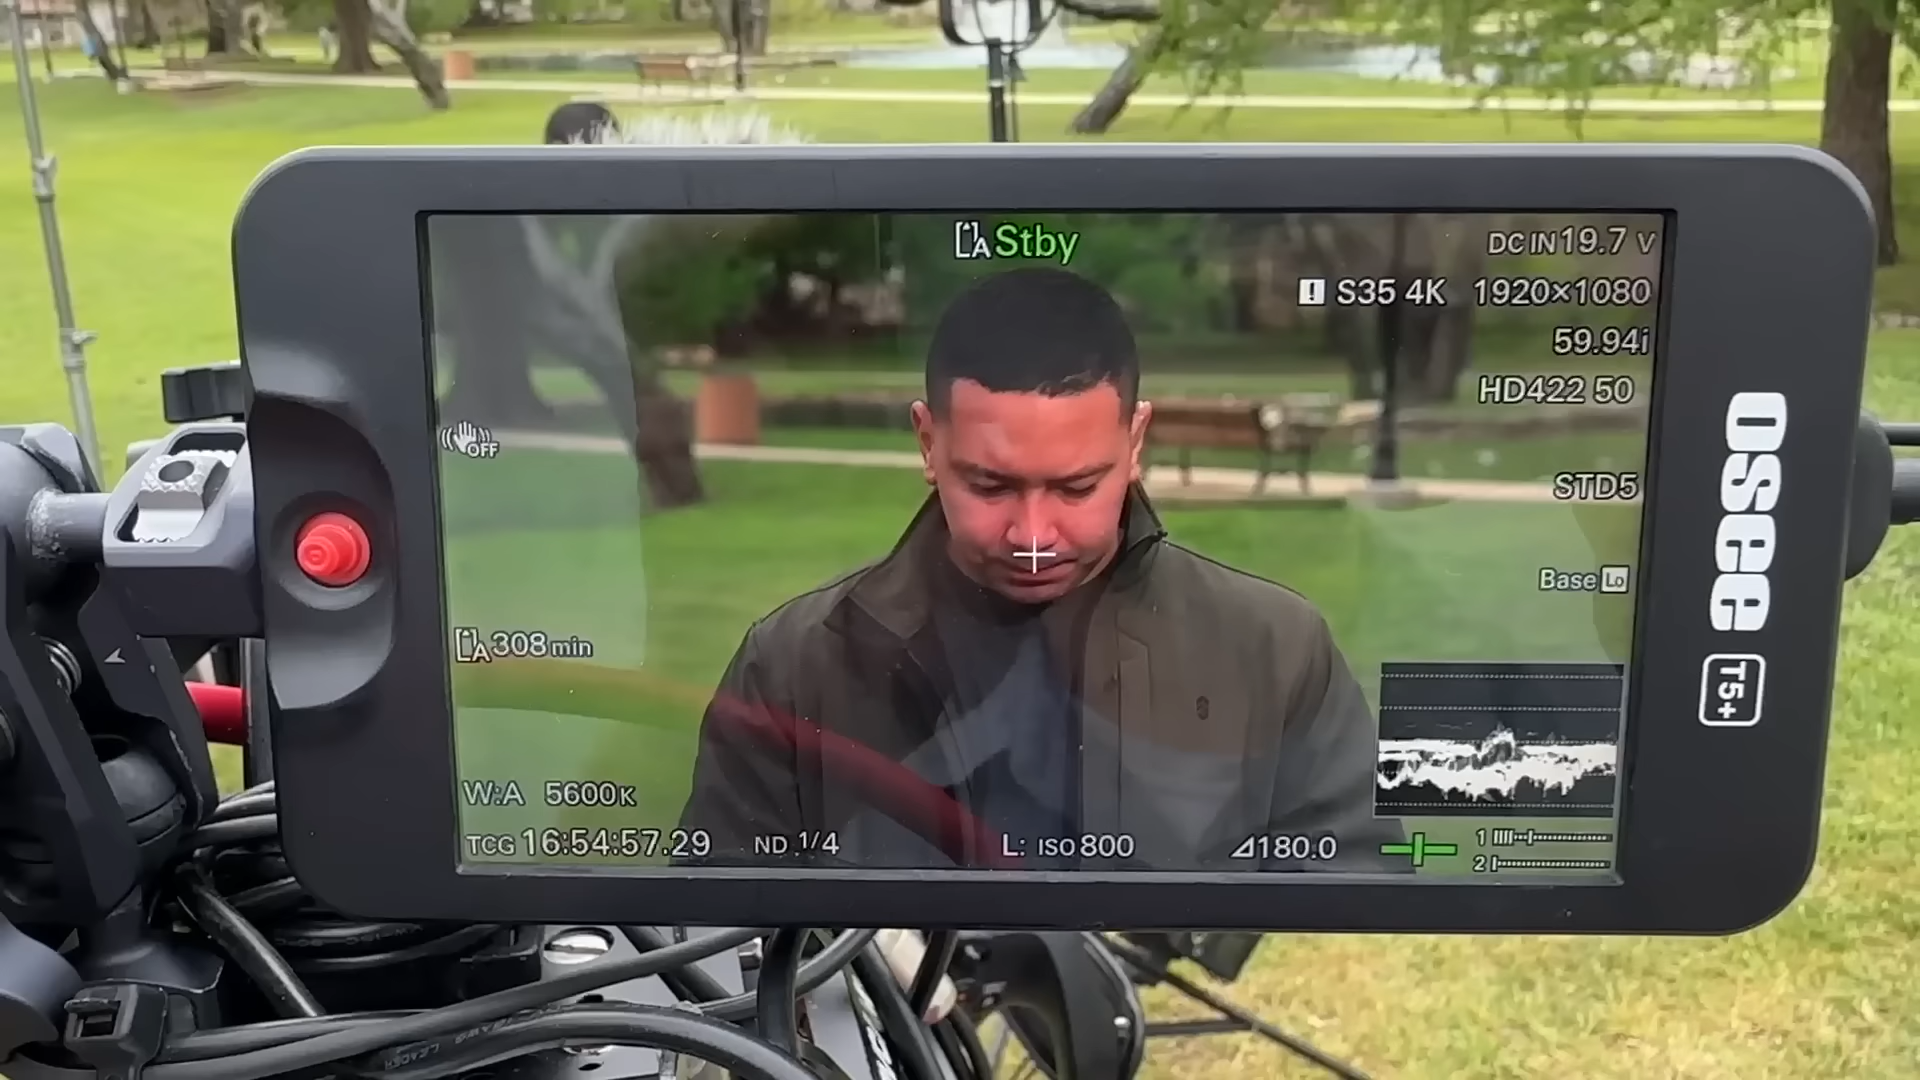 A Stby
DC IN 19.7 V
! S35 4K 1920×1080
59.94i
HD422 50
OFF
STD5
Base Lo
A 308 min
W:A 5600K
TCG 16:54:57.29 ND 1/4 L: ISO 800 180.0
1
2
OSee
T5+
LEADER